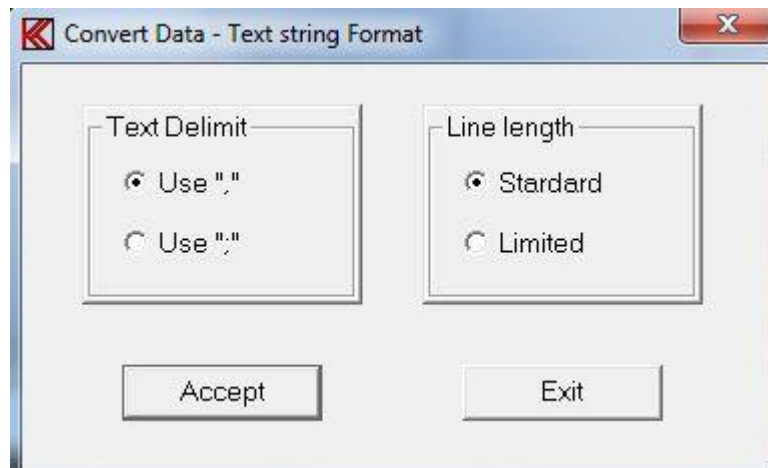 Convert Data - Text string Format
Text Delimit
Use ","
Use ";"
Line length
Stardard
Limited
Accept
Exit